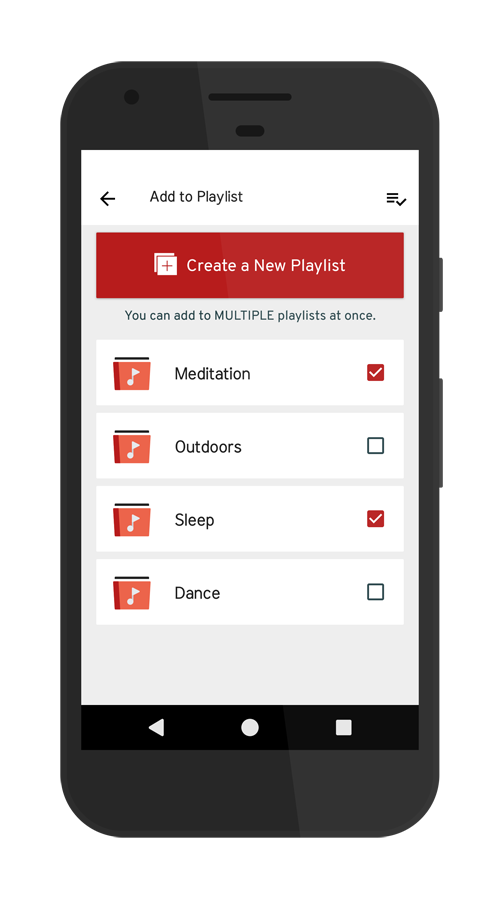 Add to Playlist
Create a New Playlist
You can add to MULTIPLE playlists at once.
Meditation
Outdoors
Sleep
Dance